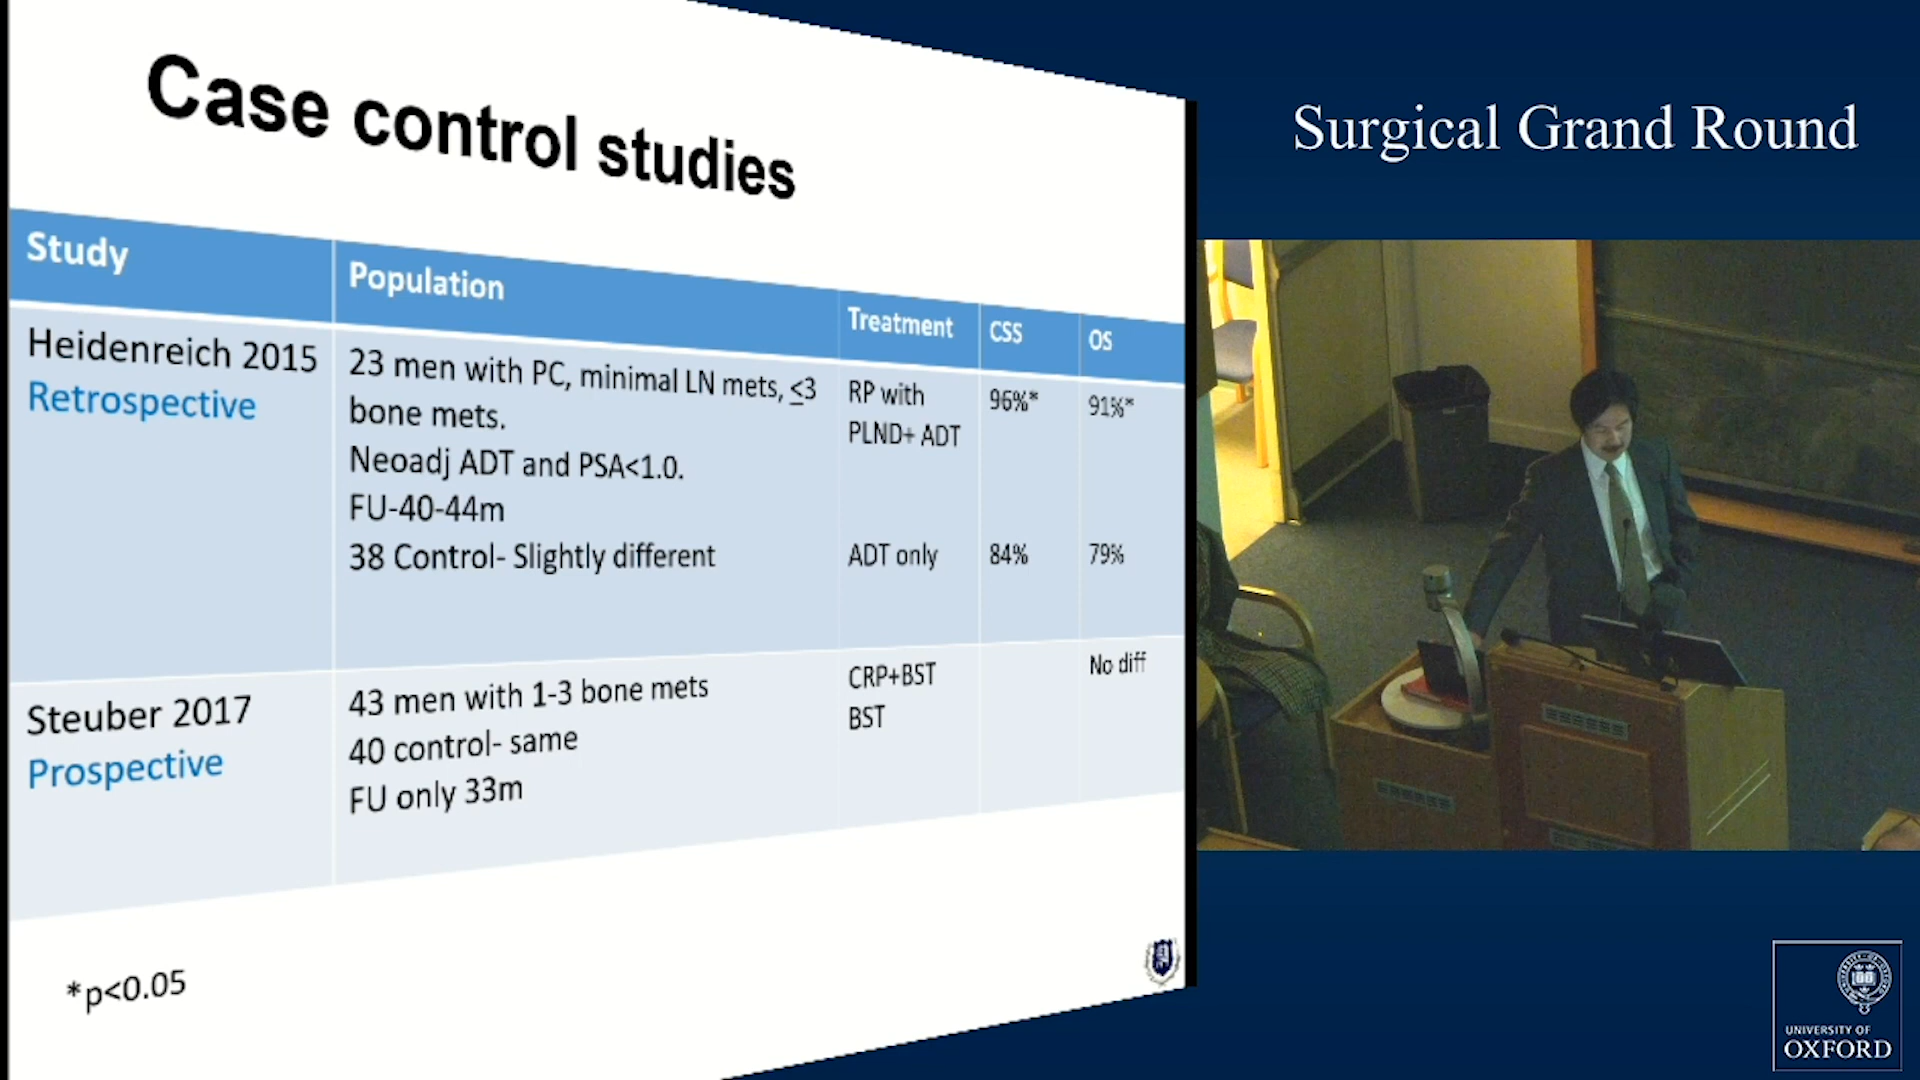 Case control studies
Surgical Grand Round
Study
Population
Treatment
CSS
OS
Heidenreich 2015
Retrospective
23 men with PC, minimal LN mets, ≤3
bone mets.
Neoadj ADT and PSA<1.0.
FU-40-44m
38 Control- Slightly different
RP with
PLND+ ADT
ADT only
96%*
84%
91%*
79%
Steuber 2017
Prospective
43 men with 1-3 bone mets
40 control- same
FU only 33m
CRP+BST
BST
No diff
*p<0.05
UNIVERSITY OF
OXFORD